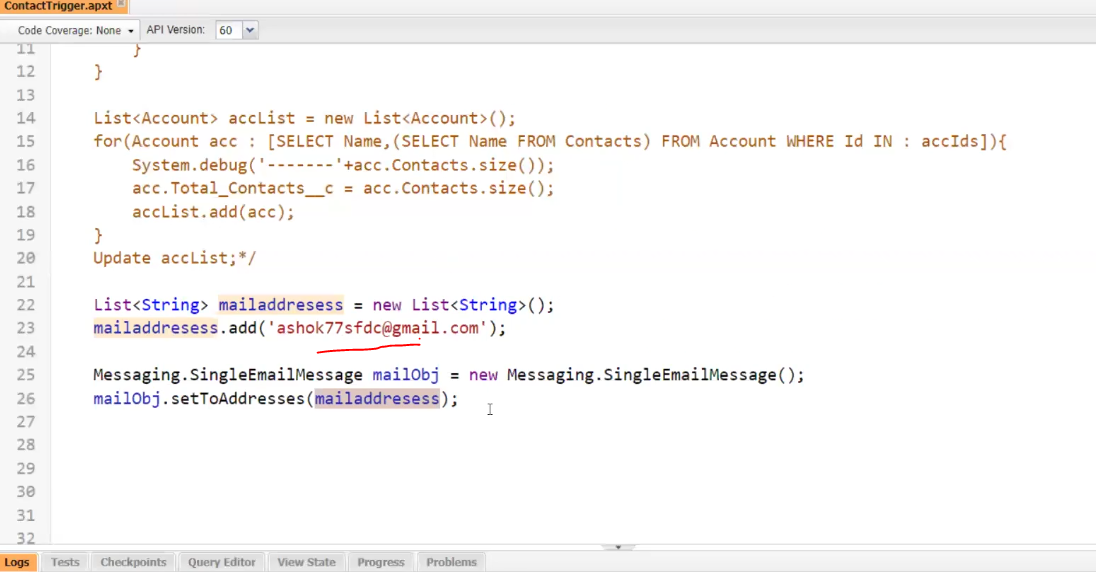 ContactTrigger.apxt
Code Coverage: None API Version: 60
11 }
12 }
13
14 List<Account> accList = new List<Account>();
15 for(Account acc : [SELECT Name,(SELECT Name FROM Contacts) FROM Account WHERE Id IN : accIds]){
16 System.debug('-------'+acc.Contacts.size());
17 acc.Total_Contacts__c = acc.Contacts.size();
18 accList.add(acc);
19 }
20 Update accList;*/
21
22 List<String> mailaddresess = new List<String>();
23 mailaddresess.add('ashok77sfdc@gmail.com');
24
25 Messaging.SingleEmailMessage mailObj = new Messaging.SingleEmailMessage();
26 mailObj.setToAddresses(mailaddresess);
27
28
29
30
31
32
Logs Tests Checkpoints Query Editor View State Progress Problems